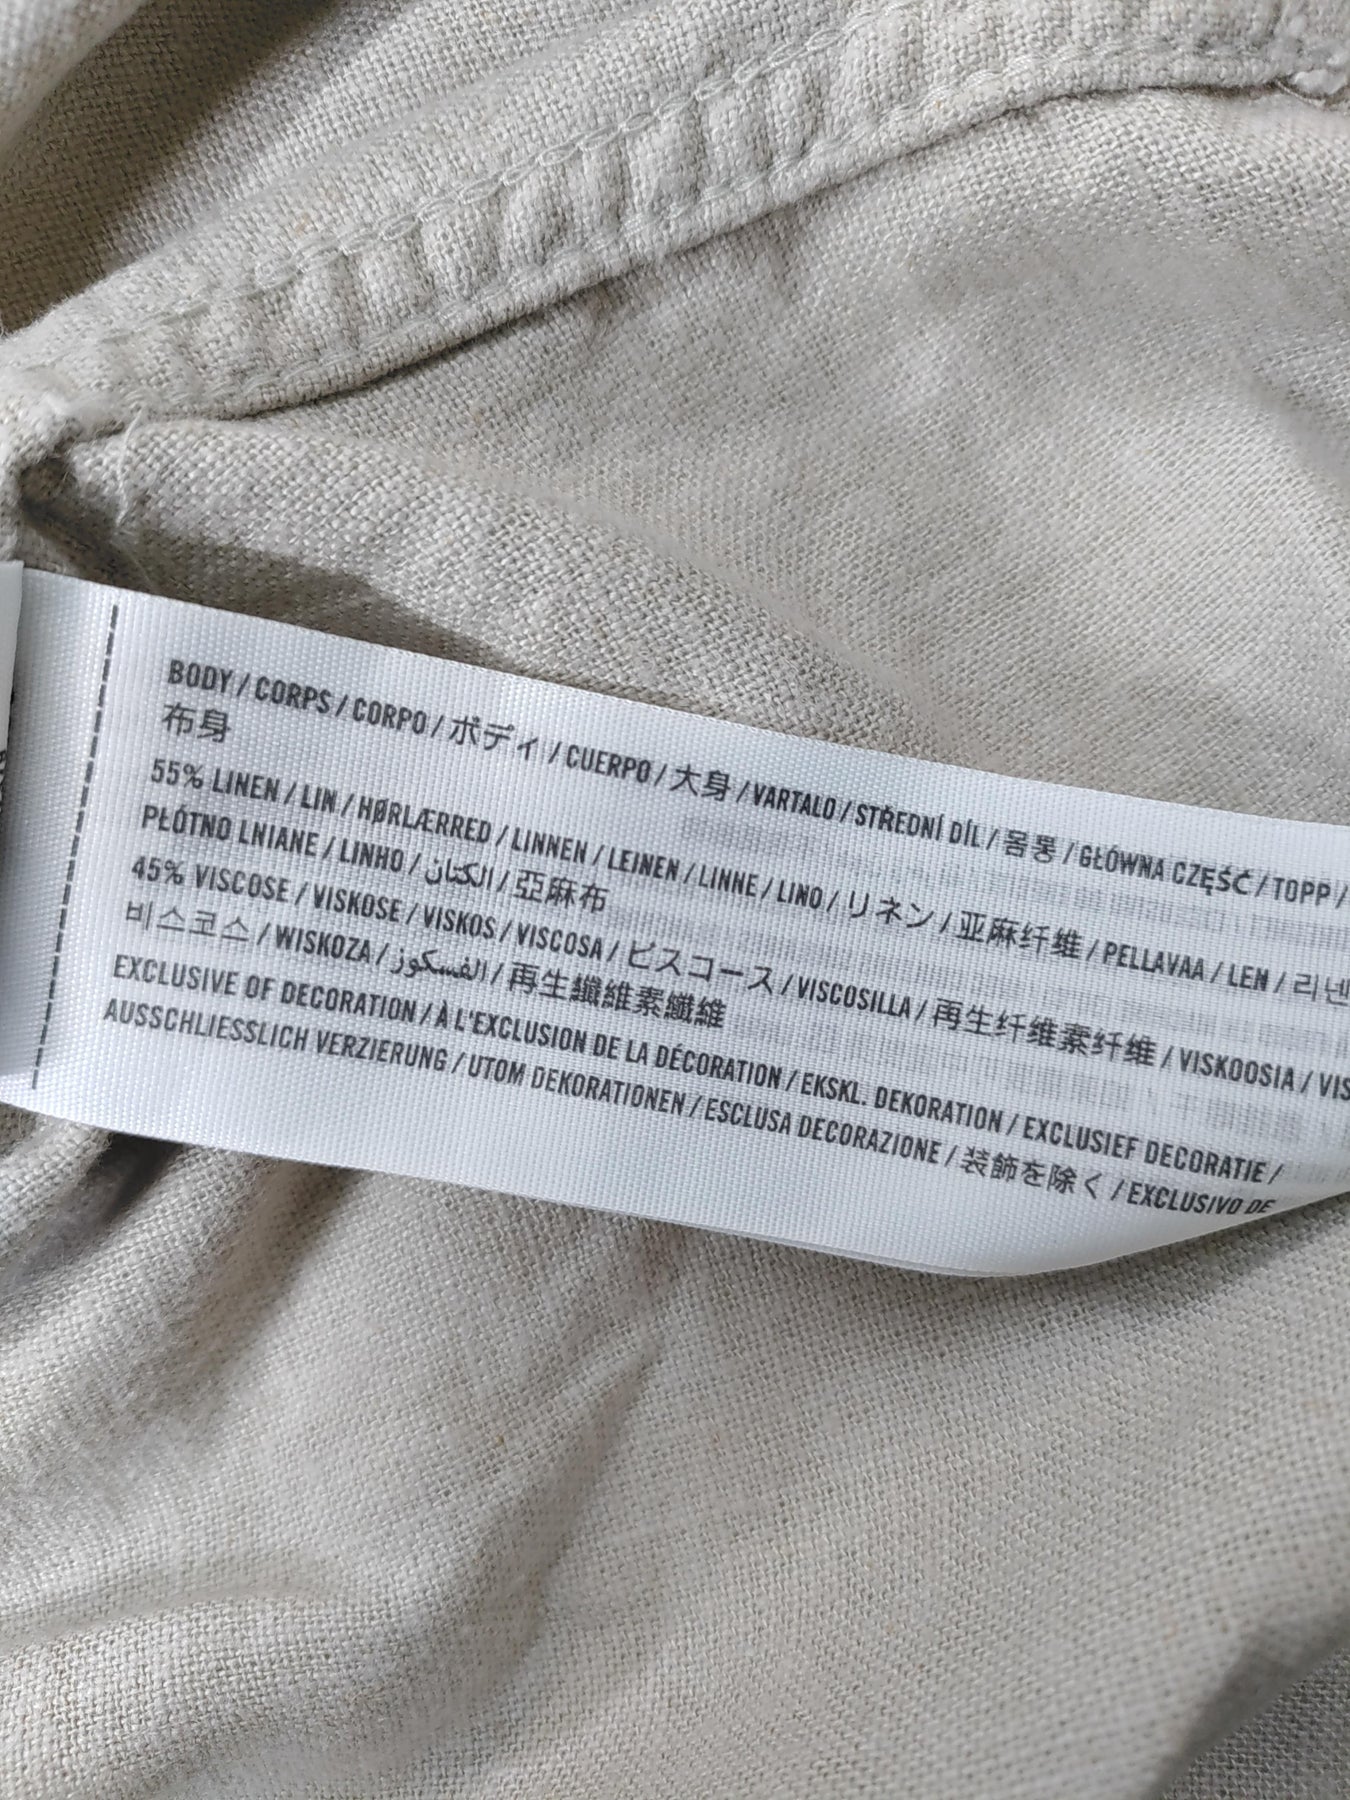 BODY / CORPS / CORPO / ボディ / CUERPO / 大身 / VARTALO / STŘEDNÍ DÍL / 몸통 / GŁÓWNA CZĘŚĆ / TOPP /
布身
55% LINEN / LIN / HØRLÆRRED / LINNEN / LEINEN / LINNE / LINO / リネン / 亚麻纤维 / PELLAVAA / LEN / 리넨
PŁÓTNO LNIANE / LINHO / الكتان / 亞麻布
45% VISCOSE / VISKOSE / VISKOS / VISCOSA / ビスコース / VISCOSILLA / 再生纤维素纤维 / VISKOOSIA / VIS
비스코스 / WISKOZA / الفسكوز / 再生纖維素纖維
EXCLUSIVE OF DECORATION / À L'EXCLUSION DE LA DÉCORATION / EKSKL. DEKORATION / EXCLUSIEF DECORATIE /
AUSSCHLIESSLICH VERZIERUNG / UTOM DEKORATIONEN / ESCLUSA DECORAZIONE / 装飾を除く / EXCLUSIVO DE